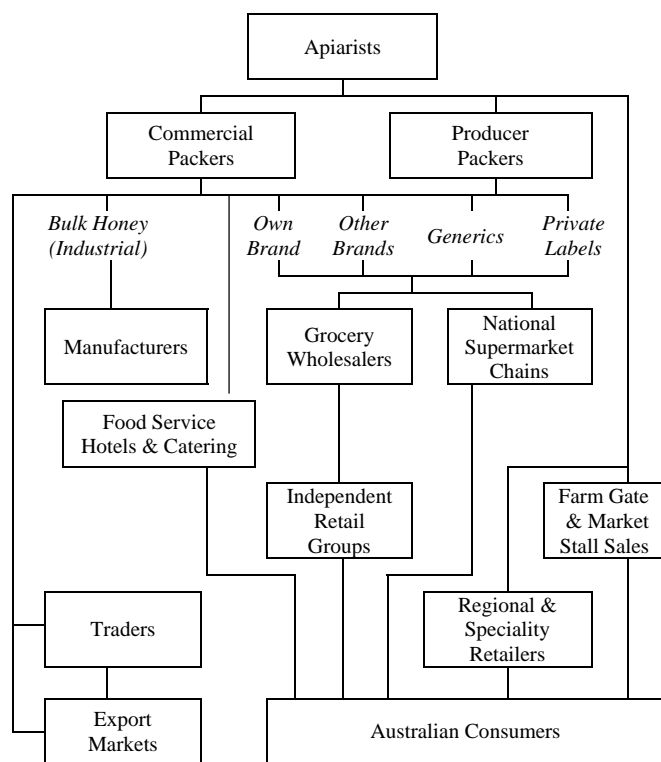 Apiarists
Commercial
Packers
Producer
Packers
Bulk Honey
(Industrial)
Own
Brand
Other
Brands
Generics
Private
Labels
Manufacturers
Grocery
Wholesalers
National
Supermarket
Chains
Food Service
Hotels & Catering
Independent
Retail
Groups
Farm Gate
& Market
Stall Sales
Traders
Regional &
Speciality
Retailers
Export
Markets
Australian Consumers